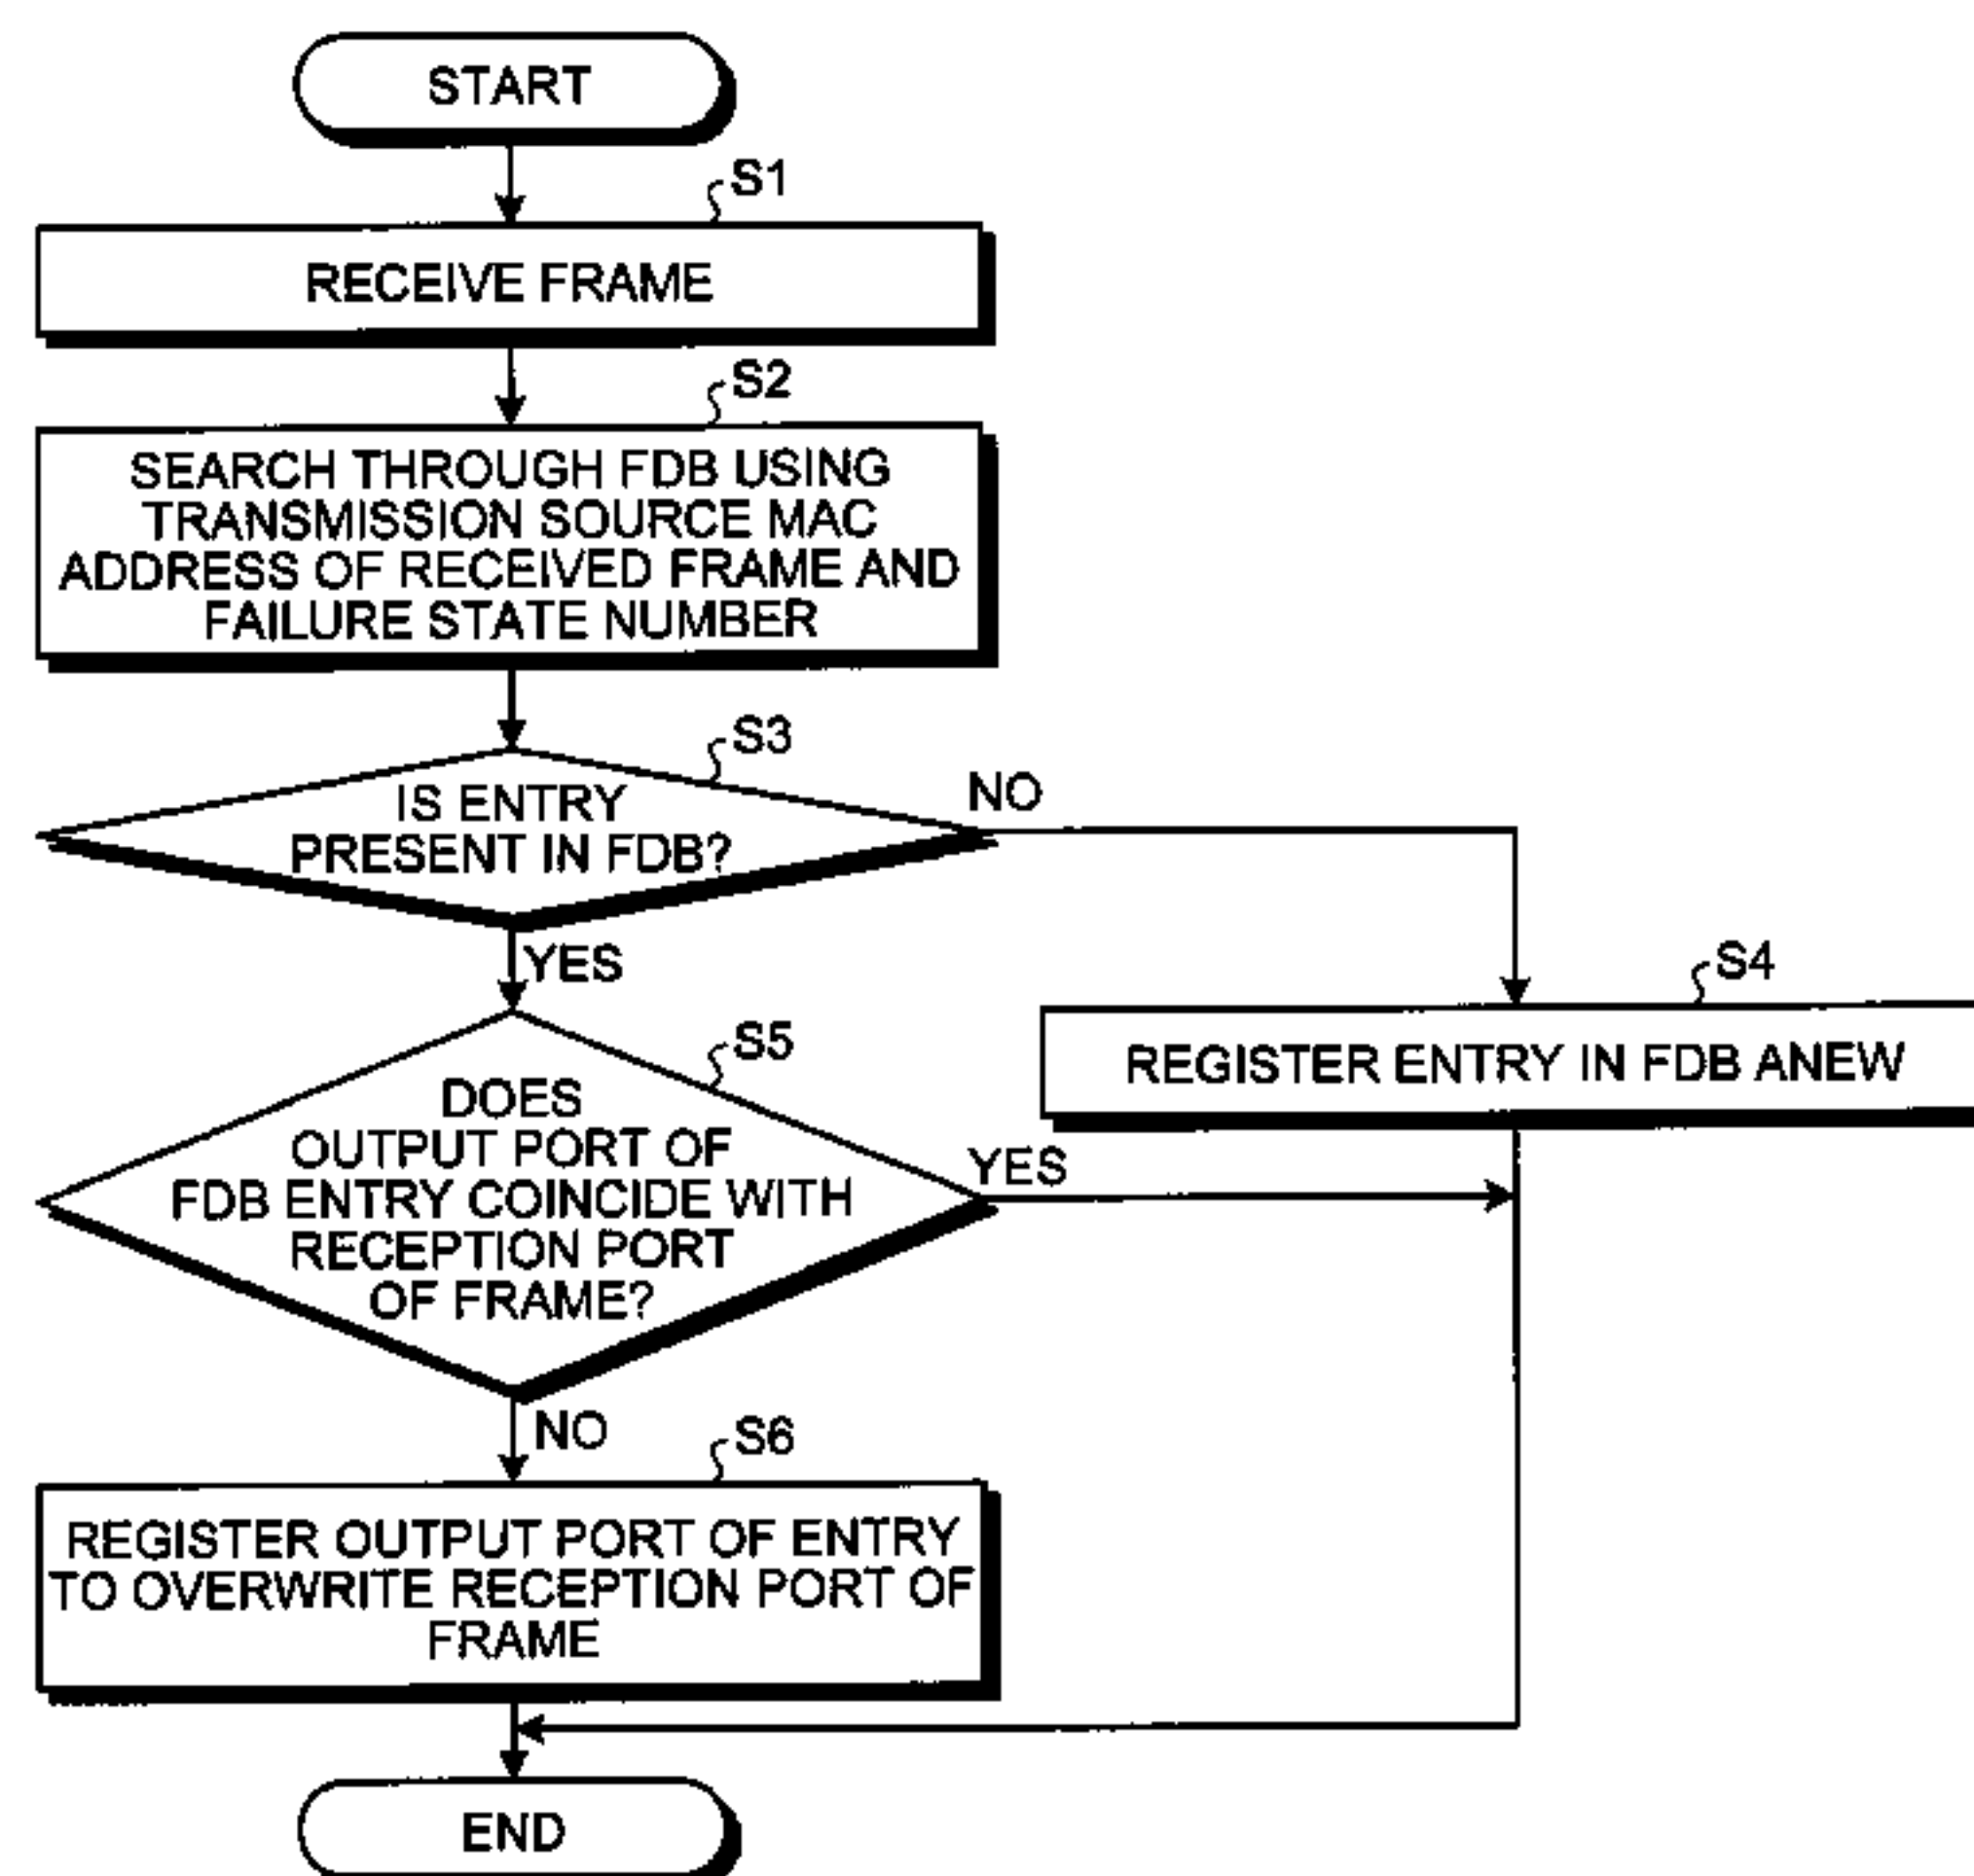 START
S1
RECEIVE FRAME
S2
SEARCH THROUGH FDB USING
TRANSMISSION SOURCE MAC
ADDRESS OF RECEIVED FRAME AND
FAILURE STATE NUMBER
S3
IS ENTRY
PRESENT IN FDB?
NO
YES
S4
REGISTER ENTRY IN FDB ANEW
S5
DOES
OUTPUT PORT OF
FDB ENTRY COINCIDE WITH
RECEPTION PORT
OF FRAME?
YES
NO
S6
REGISTER OUTPUT PORT OF ENTRY
TO OVERWRITE RECEPTION PORT OF
FRAME
END